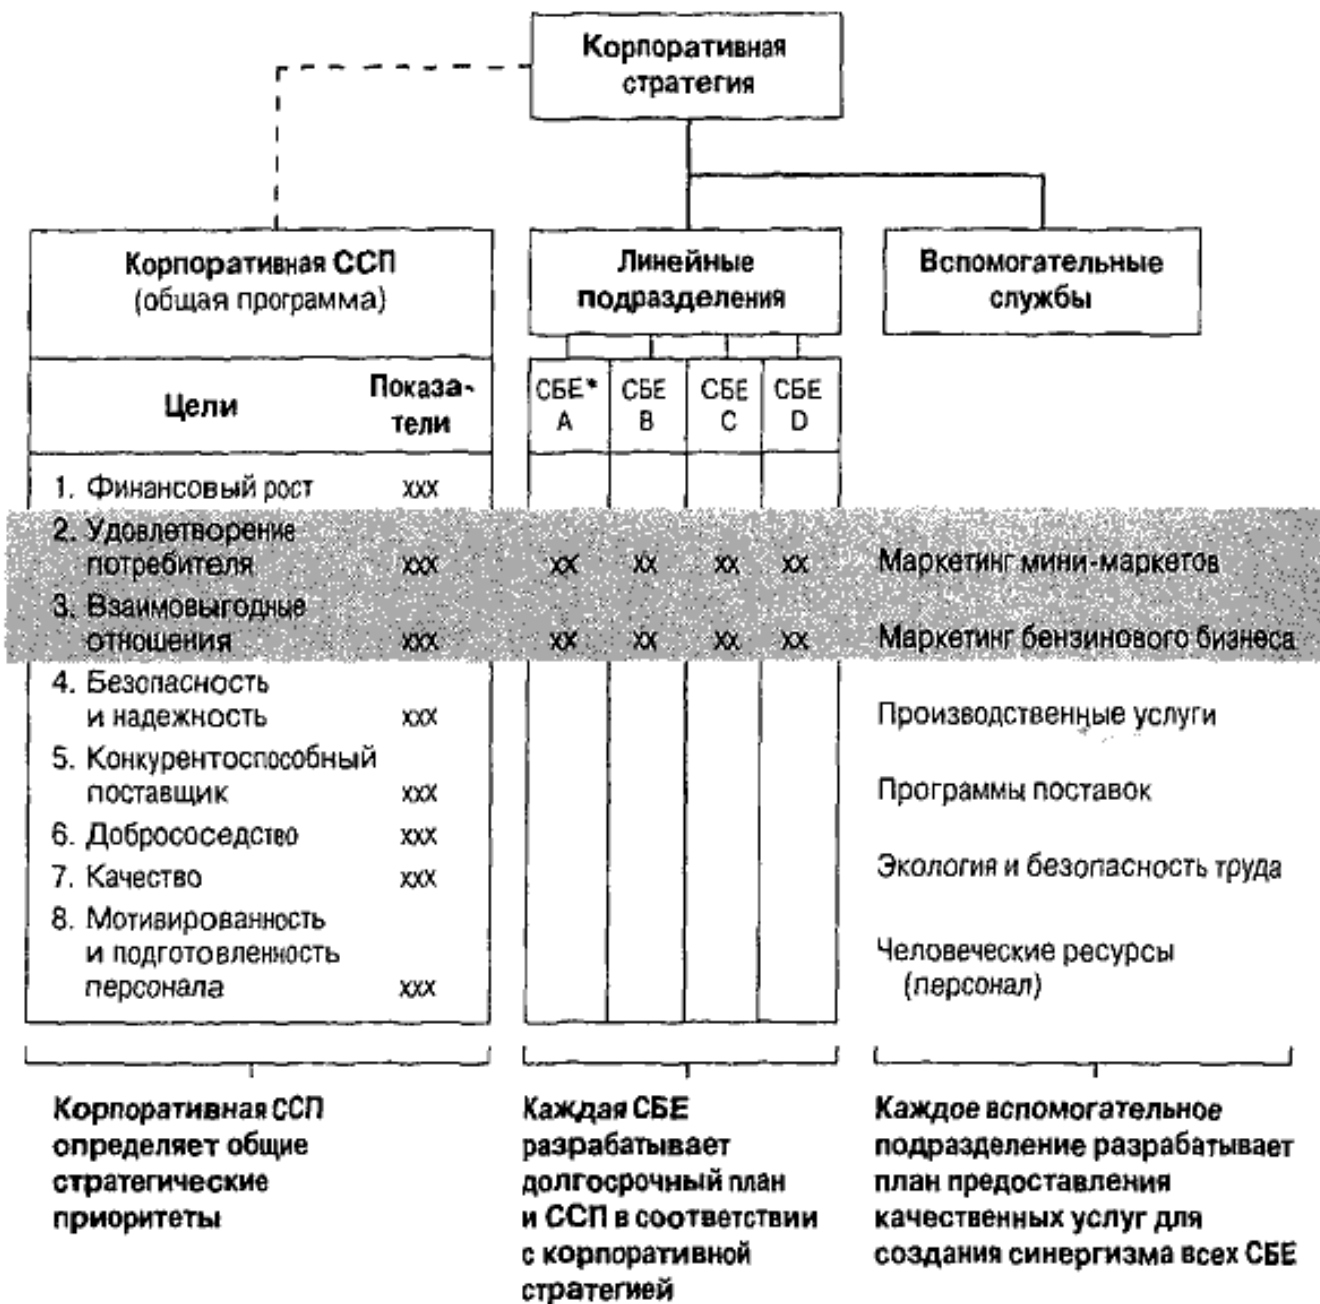 Корпоративная
стратегия
Корпоративная ССП
(общая программа)
Линейные
подразделения
Вспомогательные
службы
Цели
Показа-
тели
СБЕ*
A
СБЕ
B
СБЕ
C
СБЕ
D
1. Финансовый рост xxx
2. Удовлетворение
потребителя xxx xx xx xx xx Маркетинг мини-маркетов
3. Взаимовыгодные
отношения xxx xx xx xx xx Маркетинг бензинового бизнеса
4. Безопасность
и надежность xxx
Производственные услуги
5. Конкурентоспособный
поставщик xxx
Программы поставок
6. Добрососедство xxx
7. Качество xxx
Экология и безопасность труда
8. Мотивированность
и подготовленность
персонала xxx
Человеческие ресурсы
(персонал)
Корпоративная ССП
определяет общие
стратегические
приоритеты
Каждая СБЕ
разрабатывает
долгосрочный план
и ССП в соответствии
с корпоративной
стратегией
Каждое вспомогательное
подразделение разрабатывает
план предоставления
качественных услуг для
создания синергизма всех СБЕ